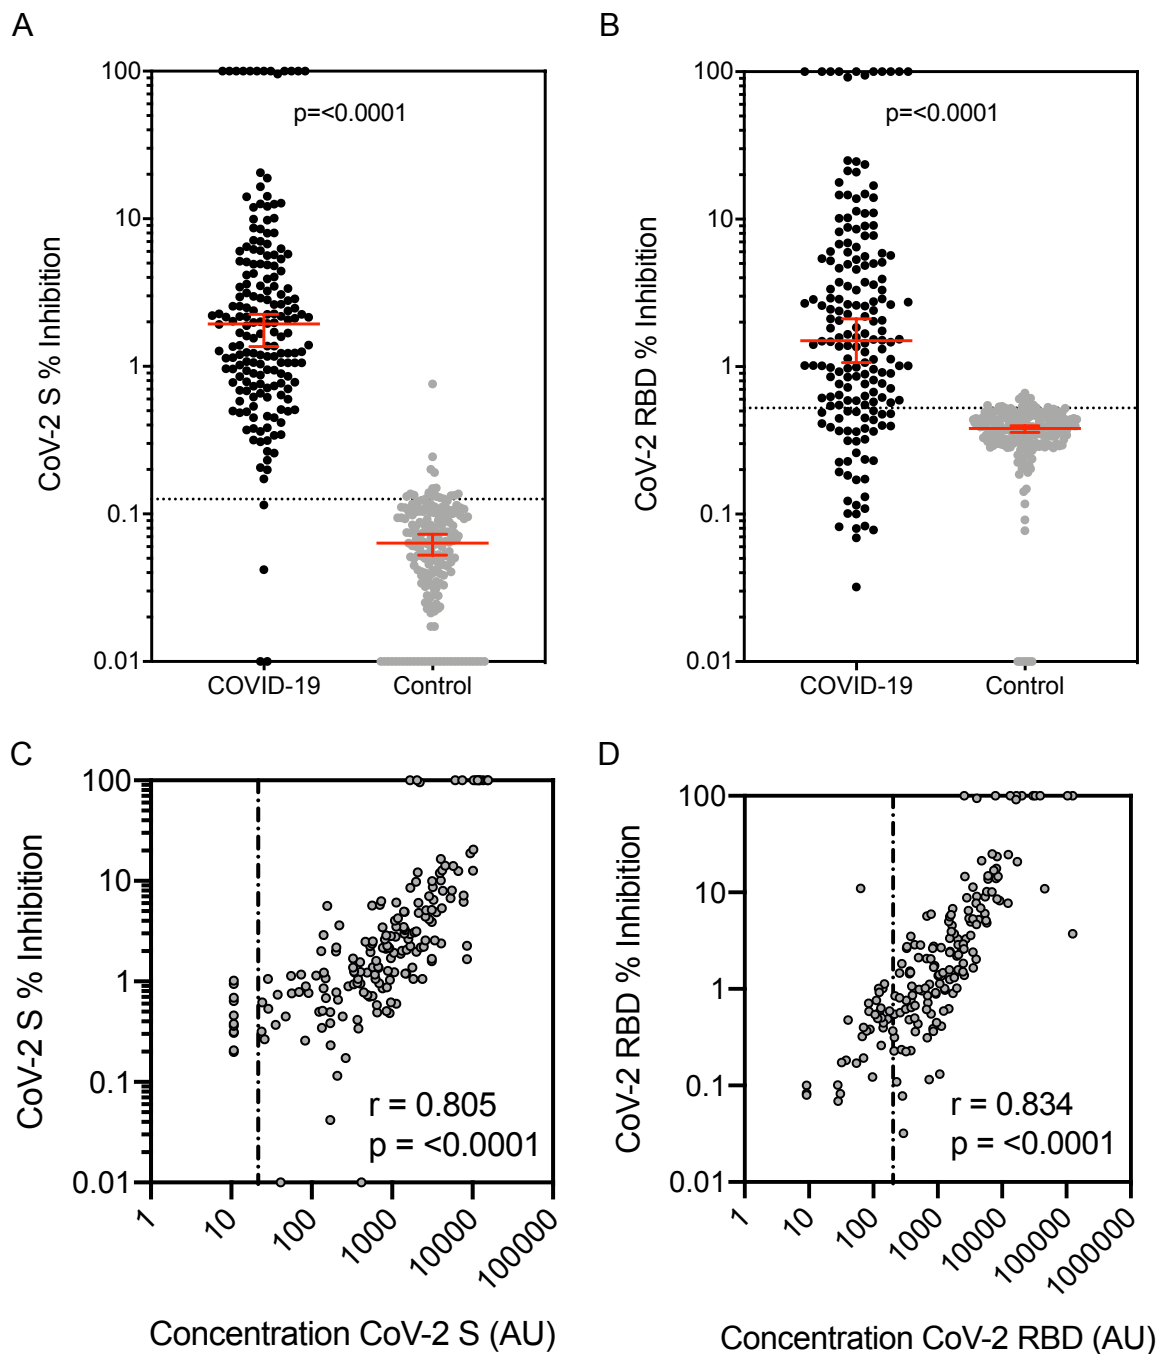 A
CoV-2 S % Inhibition
100
10
1
0.1
0.01
p=<0.0001
COVID-19
Control
B
CoV-2 RBD % Inhibition
100
10
1
0.1
0.01
p=<0.0001
COVID-19
Control
C
CoV-2 S % Inhibition
100
10
1
0.1
0.01
r = 0.805
p = <0.0001
1
10
100
1000
10000
100000
Concentration CoV-2 S (AU)
D
CoV-2 RBD % Inhibition
100
10
1
0.1
0.01
r = 0.834
p = <0.0001
1
10
100
1000
10000
100000
1000000
Concentration CoV-2 RBD (AU)